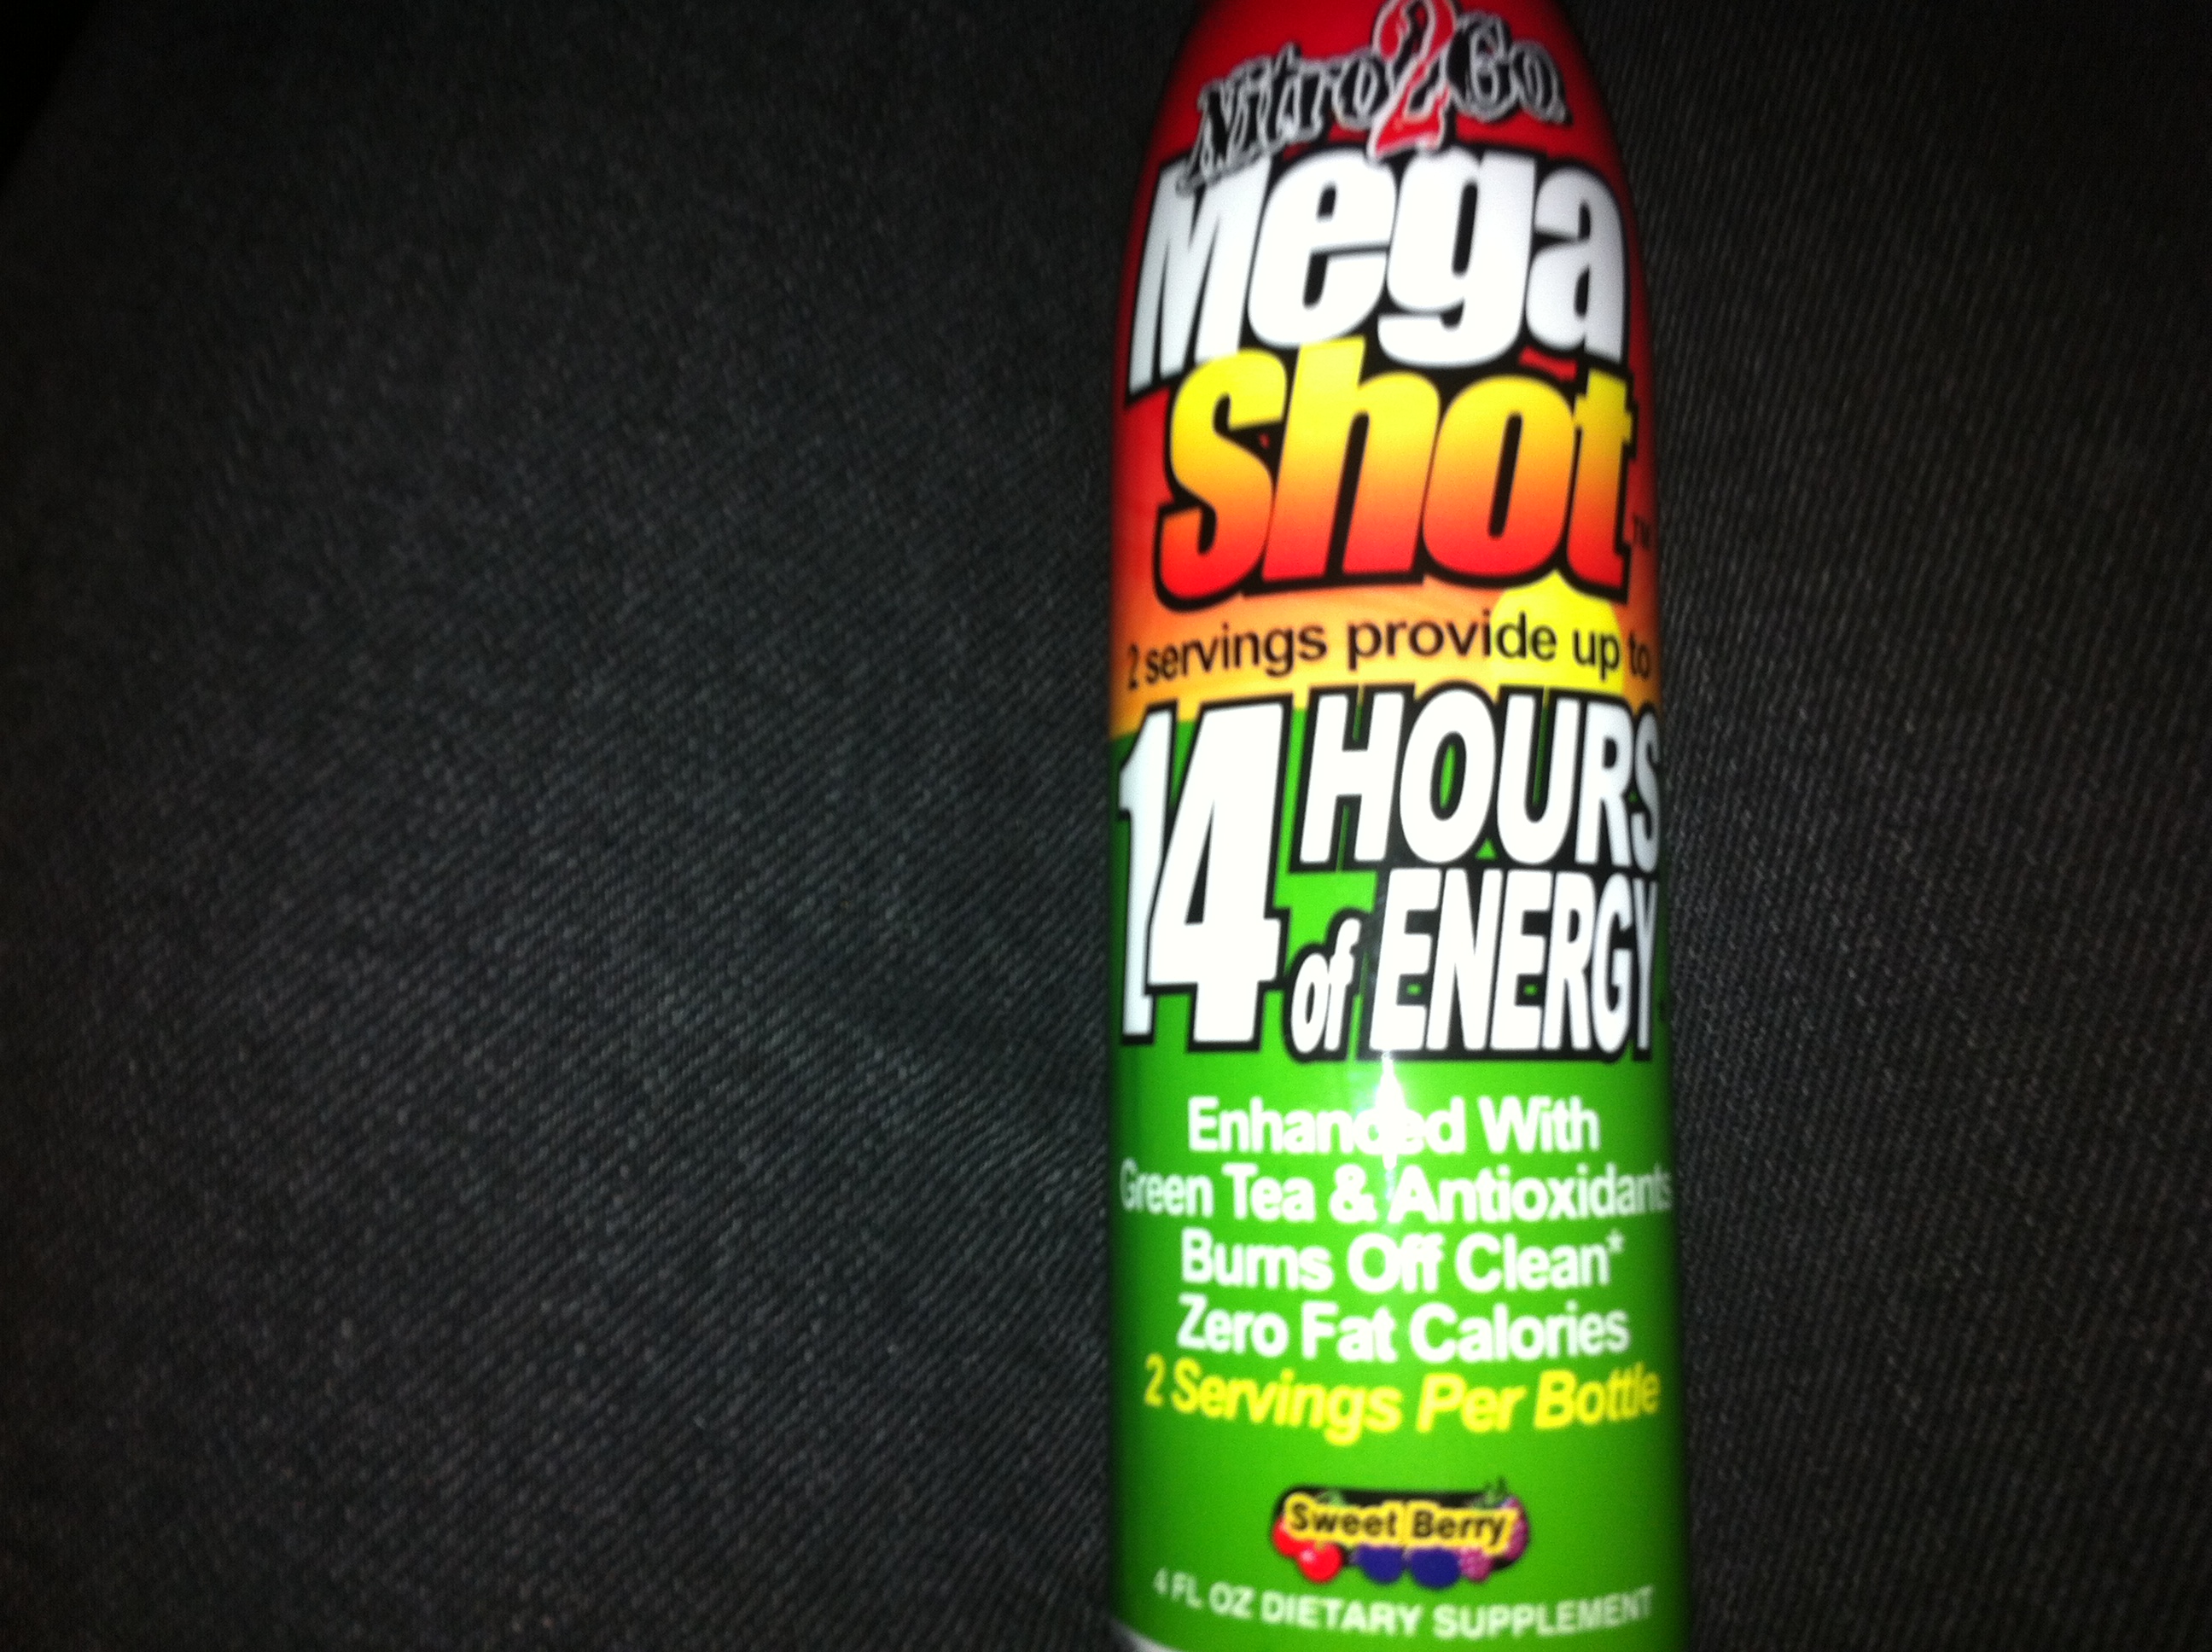 Nitro2Go
Mega
Shot™
2 servings provide up to
14 HOURS
of ENERGY
Enhanced With
Green Tea & Antioxidants
Burns Off Clean*
Zero Fat Calories
2 Servings Per Bottle
Sweet Berry
4 FL OZ DIETARY SUPPLEMENT